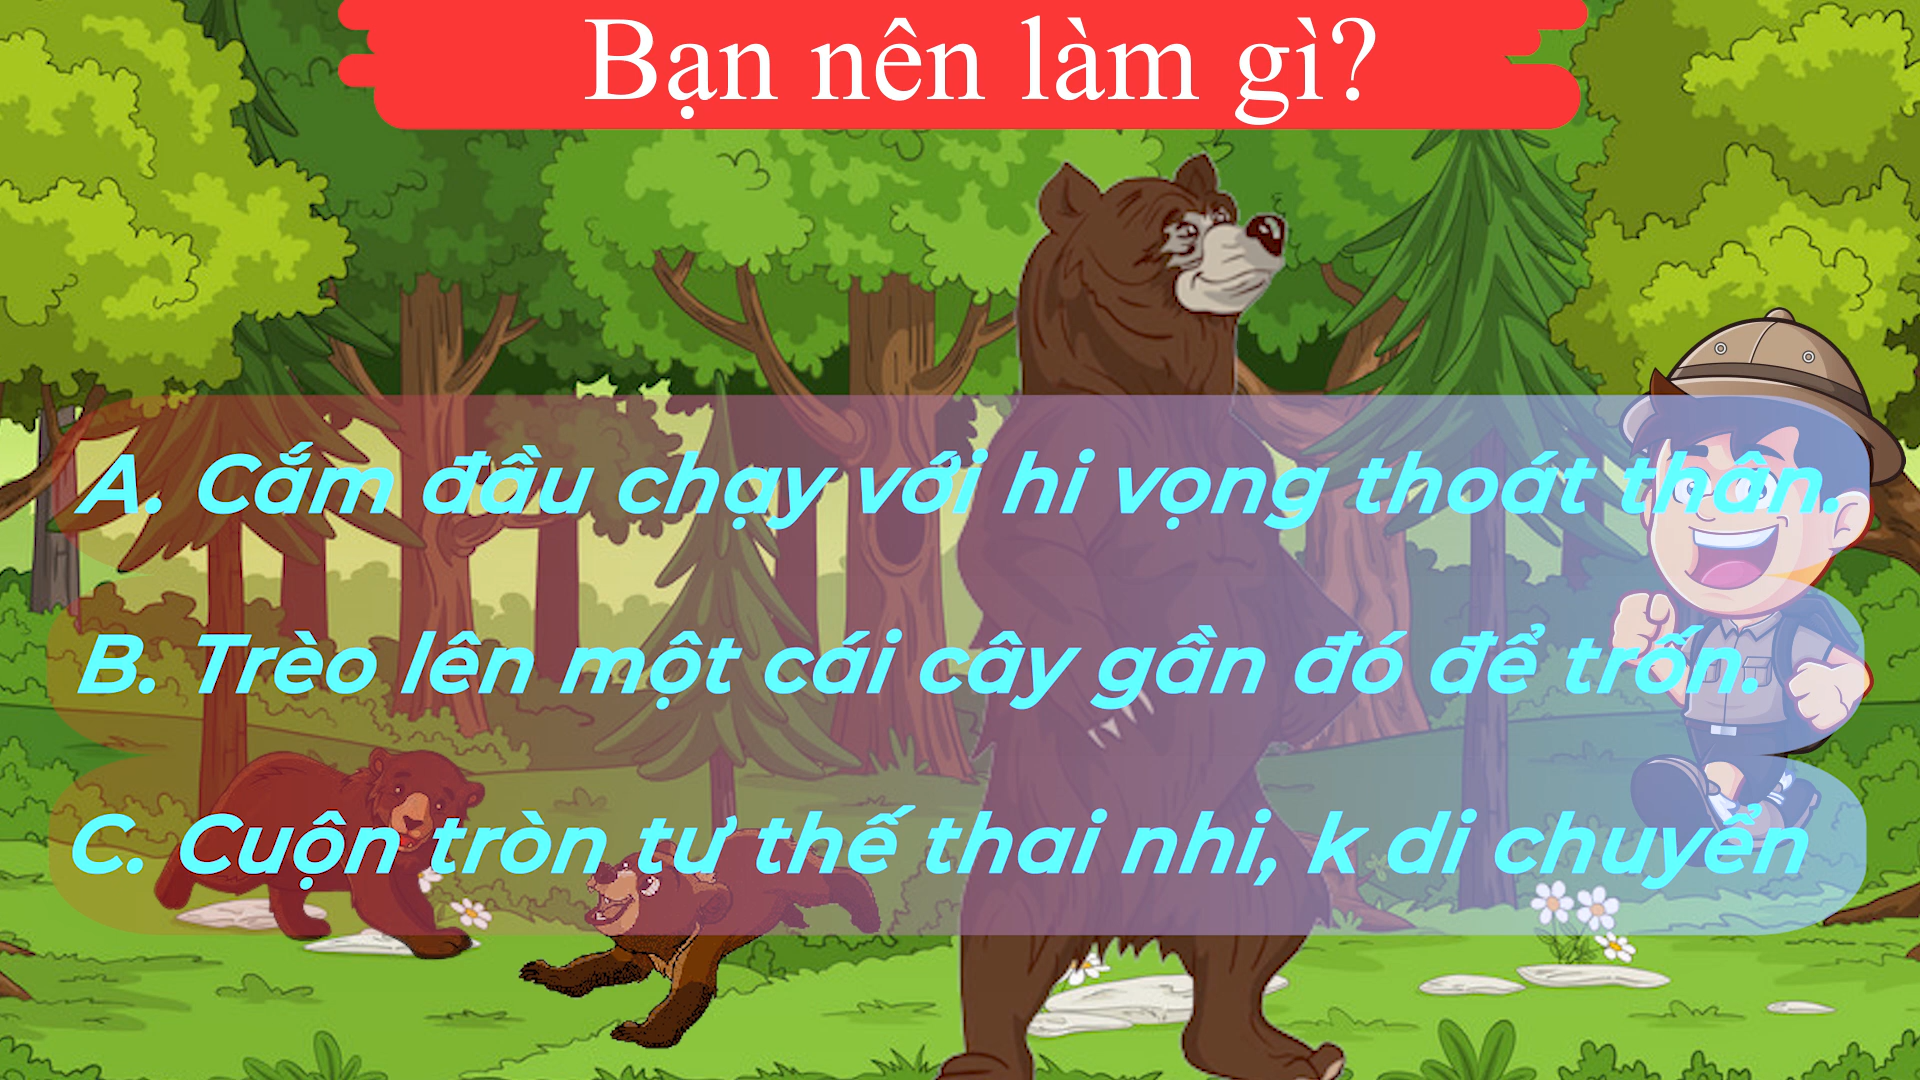 Bạn nên làm gì?
A. Cắm đầu chạy với hi vọng thoát thân.
B. Trèo lên một cái cây gần đó để trốn.
C. Cuộn tròn tư thế thai nhi, k di chuyển